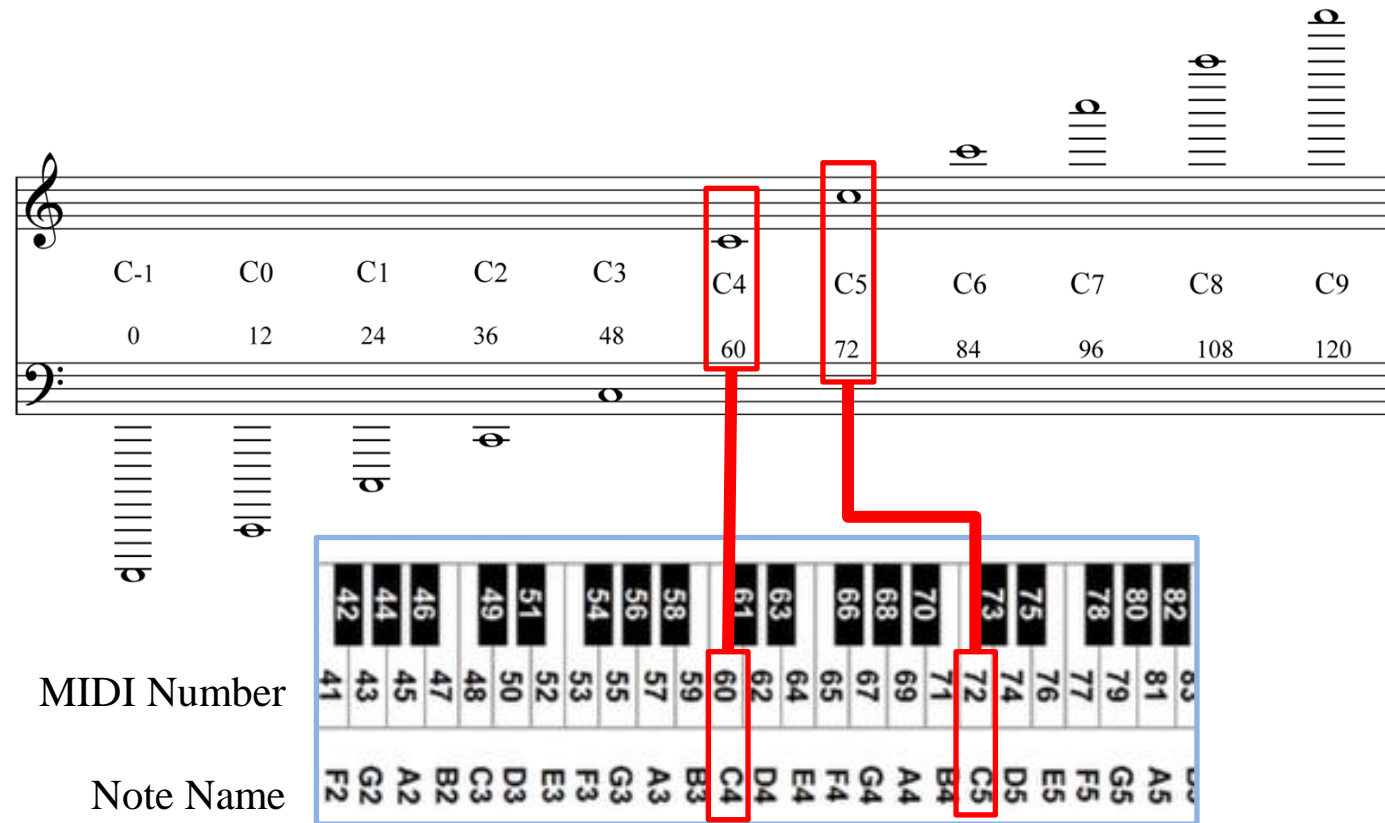 C-1 C0 C1 C2 C3 C4 C5 C6 C7 C8 C9
0 12 24 36 48 60 72 84 96 108 120
42 44 46 49 51 54 56 58 61 63 66 68 70 73 75 78 80 82
MIDI Number 41 43 45 47 48 50 52 53 55 57 59 60 62 64 65 67 69 71 72 74 76 77 79 81 83
Note Name F2 G2 A2 B2 C3 D3 E3 F3 G3 A3 B3 C4 D4 E4 F4 G4 A4 B4 C5 D5 E5 F5 G5 A5